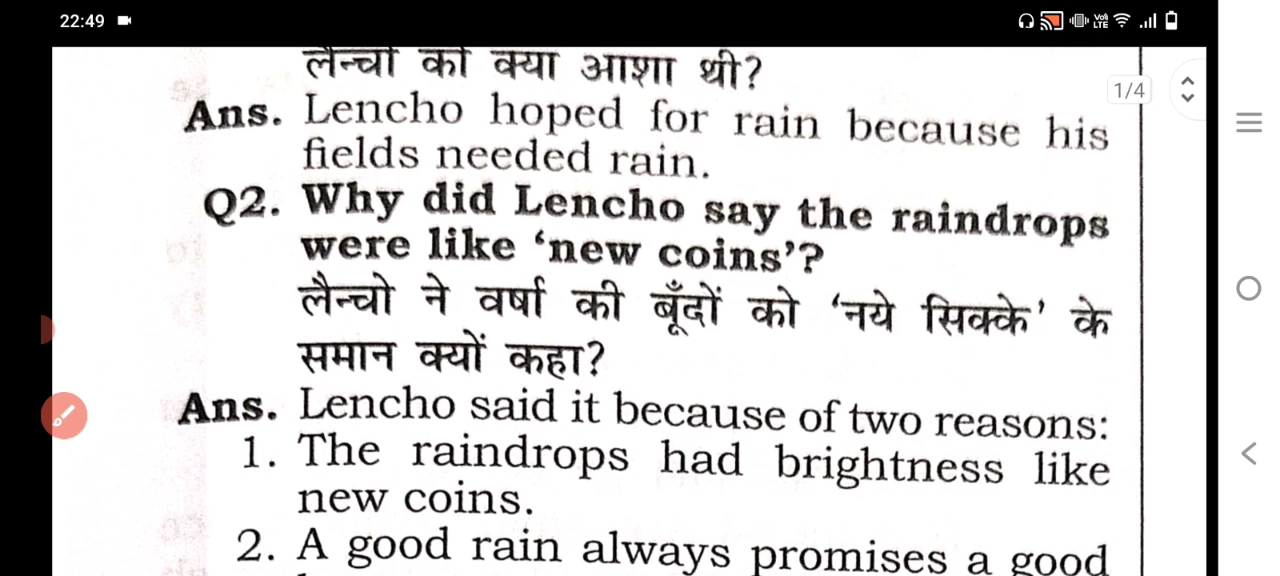 22:49
VoI) LTE
लैन्चो को क्या आशा थी?
1/4
Ans. Lencho hoped for rain because his
fields needed rain.
Q2. Why did Lencho say the raindrops
were like ‘new coins’?
लैन्चो ने वर्षा की बूँदों को ‘नये सिक्के’ के
समान क्यों कहा?
Ans. Lencho said it because of two reasons:
1. The raindrops had brightness like
new coins.
2. A good rain always promises a good